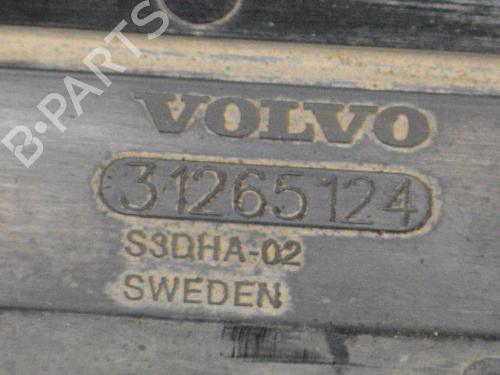 B-PARTS
VOLVO
31265124
S3DHA-02
SWEDEN